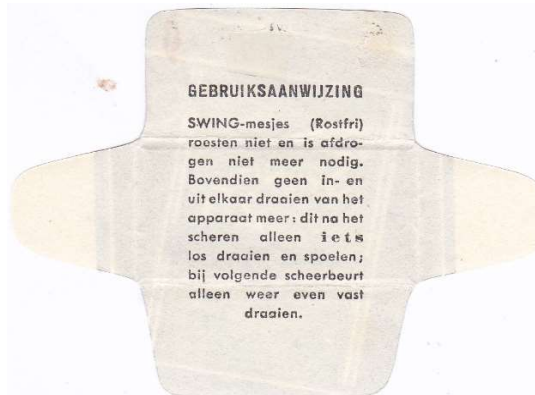 GEBRUIKSAANWIJZING
SWING-mesjes (Rostfri)
roesten niet en is afdro-
gen niet meer nodig.
Bovendien geen in- en
uit elkaar draaien van het
apparaat meer: dit na het
scheren alleen iets
los draaien en spoelen;
bij volgende scheerbeurt
alleen weer even vast
draaien.